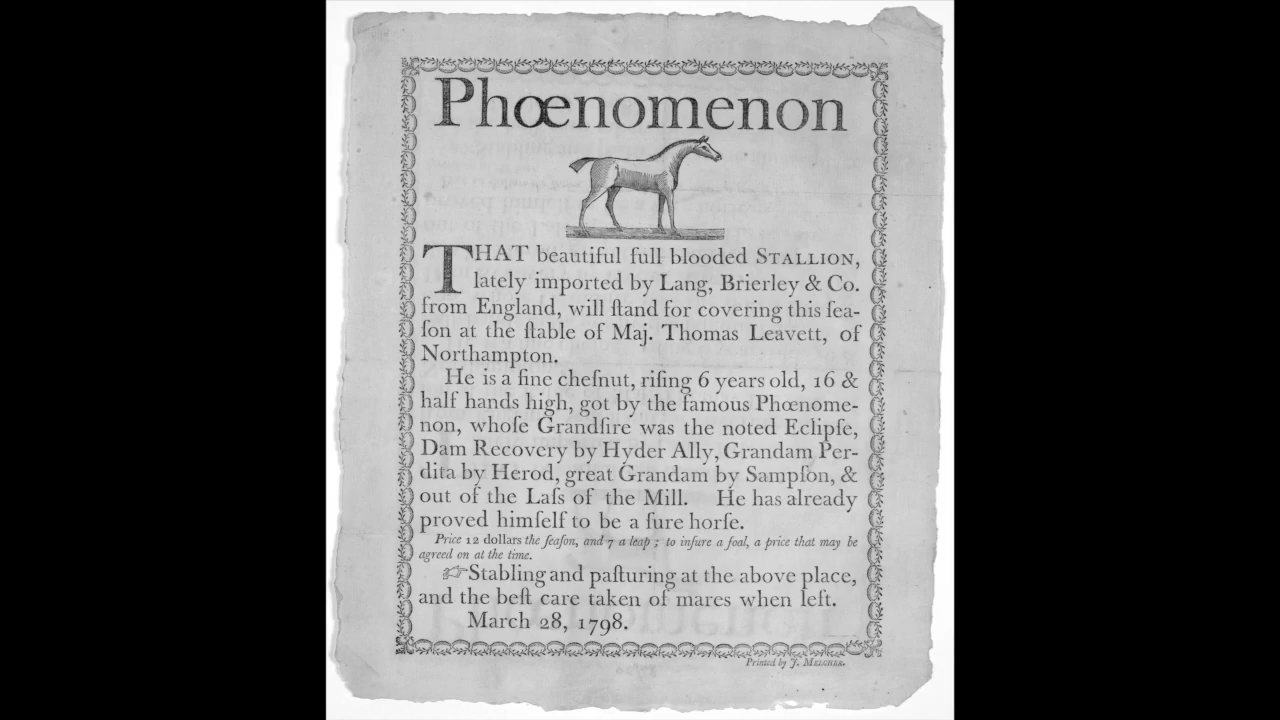 Phœnomenon
THAT beautiful full blooded STALLION,
lately imported by Lang, Brierley & Co.
from England, will ſtand for covering this ſea-
ſon at the ſtable of Maj. Thomas Leavett, of
Northampton.
He is a fine cheſnut, riſing 6 years old, 16 &
half hands high, got by the famous Phœnome-
non, whoſe Grandſire was the noted Eclipſe,
Dam Recovery by Hyder Ally, Grandam Per-
dita by Herod, great Grandam by Sampſon, &
out of the Laſs of the Mill. He has already
proved himſelf to be a ſure horſe.
Price 12 dollars the ſeaſon, and 7 a leap ; to inſure a foal, a price that may be
agreed on at the time.
☞Stabling and paſturing at the above place,
and the beſt care taken of mares when left.
March 28, 1798.
Printed by J. MELCHER.